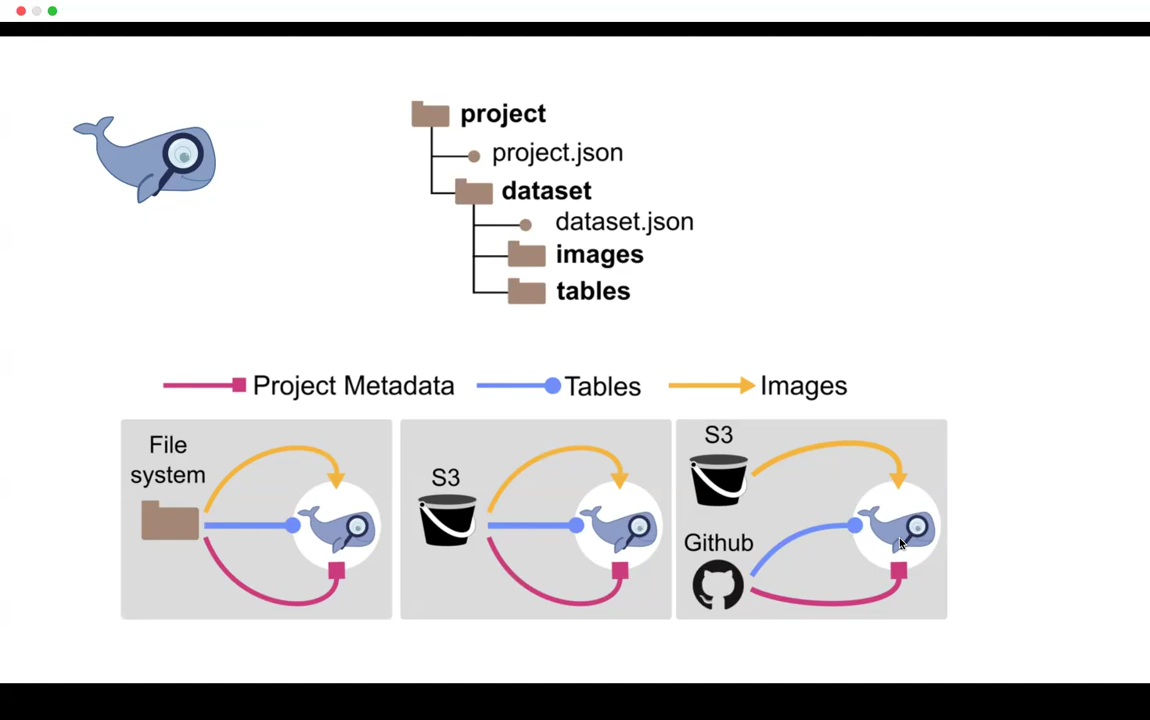 project
project.json
dataset
dataset.json
images
tables
Project Metadata
Tables
Images
File
system
S3
S3
Github